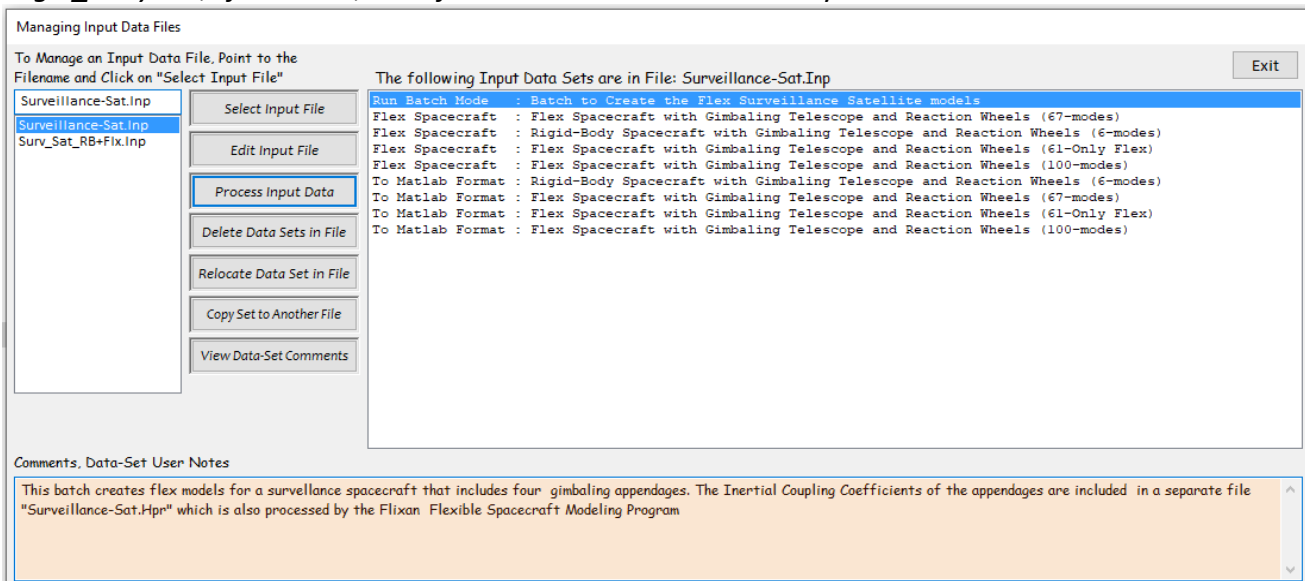 Managing Input Data Files
To Manage an Input Data File, Point to the
Filename and Click on "Select Input File"
The following Input Data Sets are in File: Surveillance-Sat.Inp
Exit
Surveillance-Sat.Inp
Surveillance-Sat.Inp
Surv_Sat_RB+Flx.Inp
Select Input File
Edit Input File
Process Input Data
Delete Data Sets in File
Relocate Data Set in File
Copy Set to Another File
View Data-Set Comments
Run Batch Mode : Batch to Create the Flex Surveillance Satellite models
Flex Spacecraft : Flex Spacecraft with Gimbaling Telescope and Reaction Wheels (67-modes)
Flex Spacecraft : Rigid-Body Spacecraft with Gimbaling Telescope and Reaction Wheels (6-modes)
Flex Spacecraft : Flex Spacecraft with Gimbaling Telescope and Reaction Wheels (61-Only Flex)
Flex Spacecraft : Flex Spacecraft with Gimbaling Telescope and Reaction Wheels (100-modes)
To Matlab Format : Rigid-Body Spacecraft with Gimbaling Telescope and Reaction Wheels (6-modes)
To Matlab Format : Flex Spacecraft with Gimbaling Telescope and Reaction Wheels (67-modes)
To Matlab Format : Flex Spacecraft with Gimbaling Telescope and Reaction Wheels (61-Only Flex)
To Matlab Format : Flex Spacecraft with Gimbaling Telescope and Reaction Wheels (100-modes)
Comments, Data-Set User Notes
This batch creates flex models for a survellance spacecraft that includes four gimbaling appendages. The Inertial Coupling Coefficients of the appendages are included in a separate file
"Surveillance-Sat.Hpr" which is also processed by the Flixan Flexible Spacecraft Modeling Program